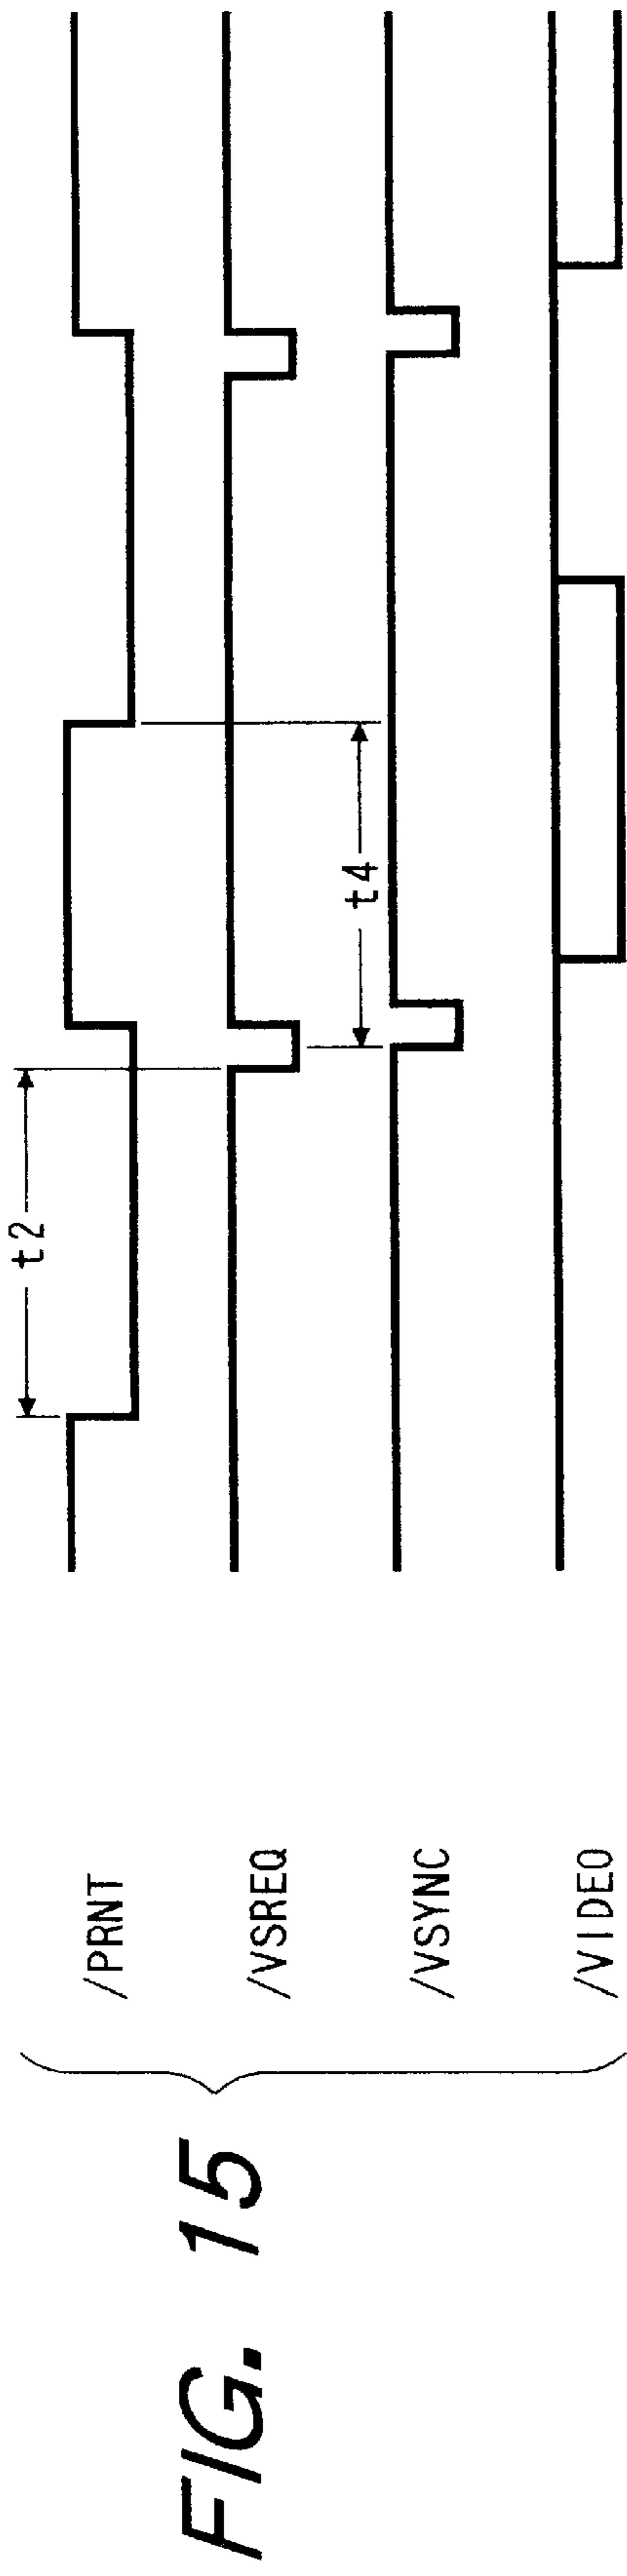 FIG. 15
/PRNT
/VSREQ
/VSYNC
/VIDEO
t2
t4